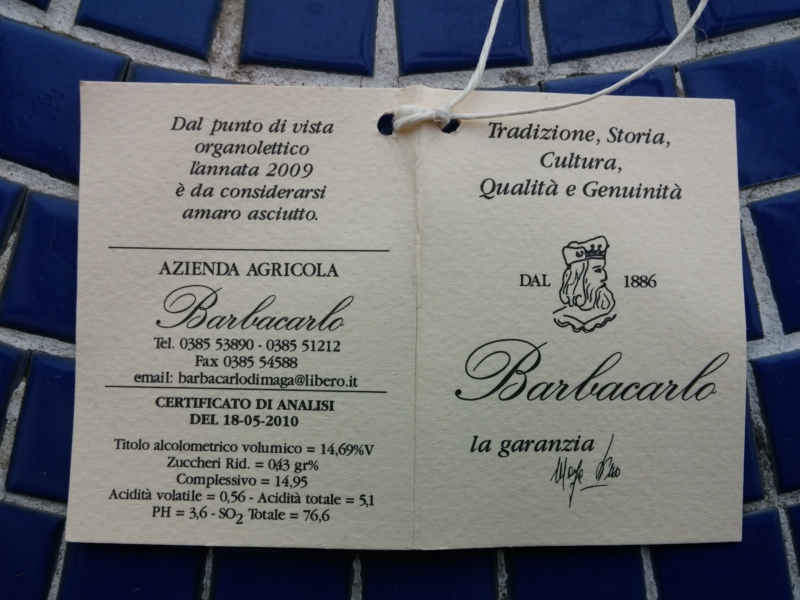 Dal punto di vista
organolettico
l'annata 2009
è da considerarsi
amaro asciutto.
AZIENDA AGRICOLA
Barbacarlo
Tel. 0385 53890 - 0385 51212
Fax 0385 54588
email: barbacarlodimaga@libero.it
CERTIFICATO DI ANALISI
DEL 18-05-2010
Titolo alcolometrico volumico = 14,69%V
Zuccheri Rid. = 0,43 gr%
Complessivo = 14,95
Acidità volatile = 0,56 - Acidità totale = 5,1
PH = 3,6 - SO2 Totale = 76,6
Tradizione, Storia,
Cultura,
Qualità e Genuinità
DAL 1886
Barbacarlo
la garanzia